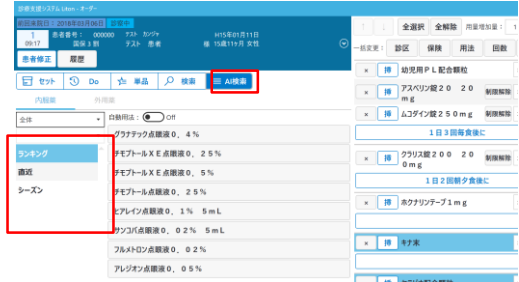 診療支援システム Liton - オーダー
前回来院日： 2018年03月06日 診察中
1
09:17
患者番号： 000080 テスト カンジャ
国保３割 テスト 患者
H15年01月11日
様 15歳11ヶ月 女性
患者修正 履歴
セット Do 単品 検索 AI検索
内服薬 外用薬
全体 自動用法： Off
ランキング
直近
シーズン
グラナテック点眼液０．４％
チモプトールＸＥ点眼液０．２５％
チモプトールＸＥ点眼液０．５％
チモプトール点眼液０．２５％
ヒアレイン点眼液０．１％ ５ｍＬ
サンコバ点眼液０．０２％ ５ｍＬ
フルメトロン点眼液０．０２％
アレジオン点眼液０．０５％
↑ ↓ 全選択 全解除 用量増加量： 1
一括変更： 診区 保険 用法 回数
× 挿 幼児用ＰＬ配合顆粒
× 挿 アスペリン錠２０ ２０ｍｇ 制限解除
× 挿 ムコダイン錠２５０ｍｇ 制限解除
１日３回毎食後に
× 挿 クラリス錠２００ ２００ｍｇ 制限解除
１日２回朝夕食後に
× 挿 ホクナリンテープ１ｍｇ
× 挿 キナ末